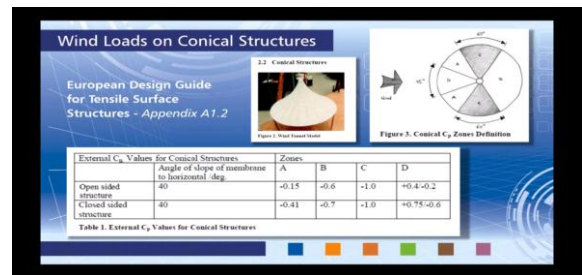 Wind Loads on Conical Structures
European Design Guide
for Tensile Surface
Structures - Appendix A1.2
2.2 Conical Structures
Figure 2. Wind Tunnel Model
Wind
Figure 3. Conical Cp Zones Definition
External Cp Values for Conical Structures Zones
Angle of slope of membrane to horizontal /deg. A B C D
Open sided structure 40 -0.15 -0.6 -1.0 +0.4/-0.2
Closed sided structure 40 -0.41 -0.7 -1.0 +0.75/-0.6
Table 1. External Cp Values for Conical Structures